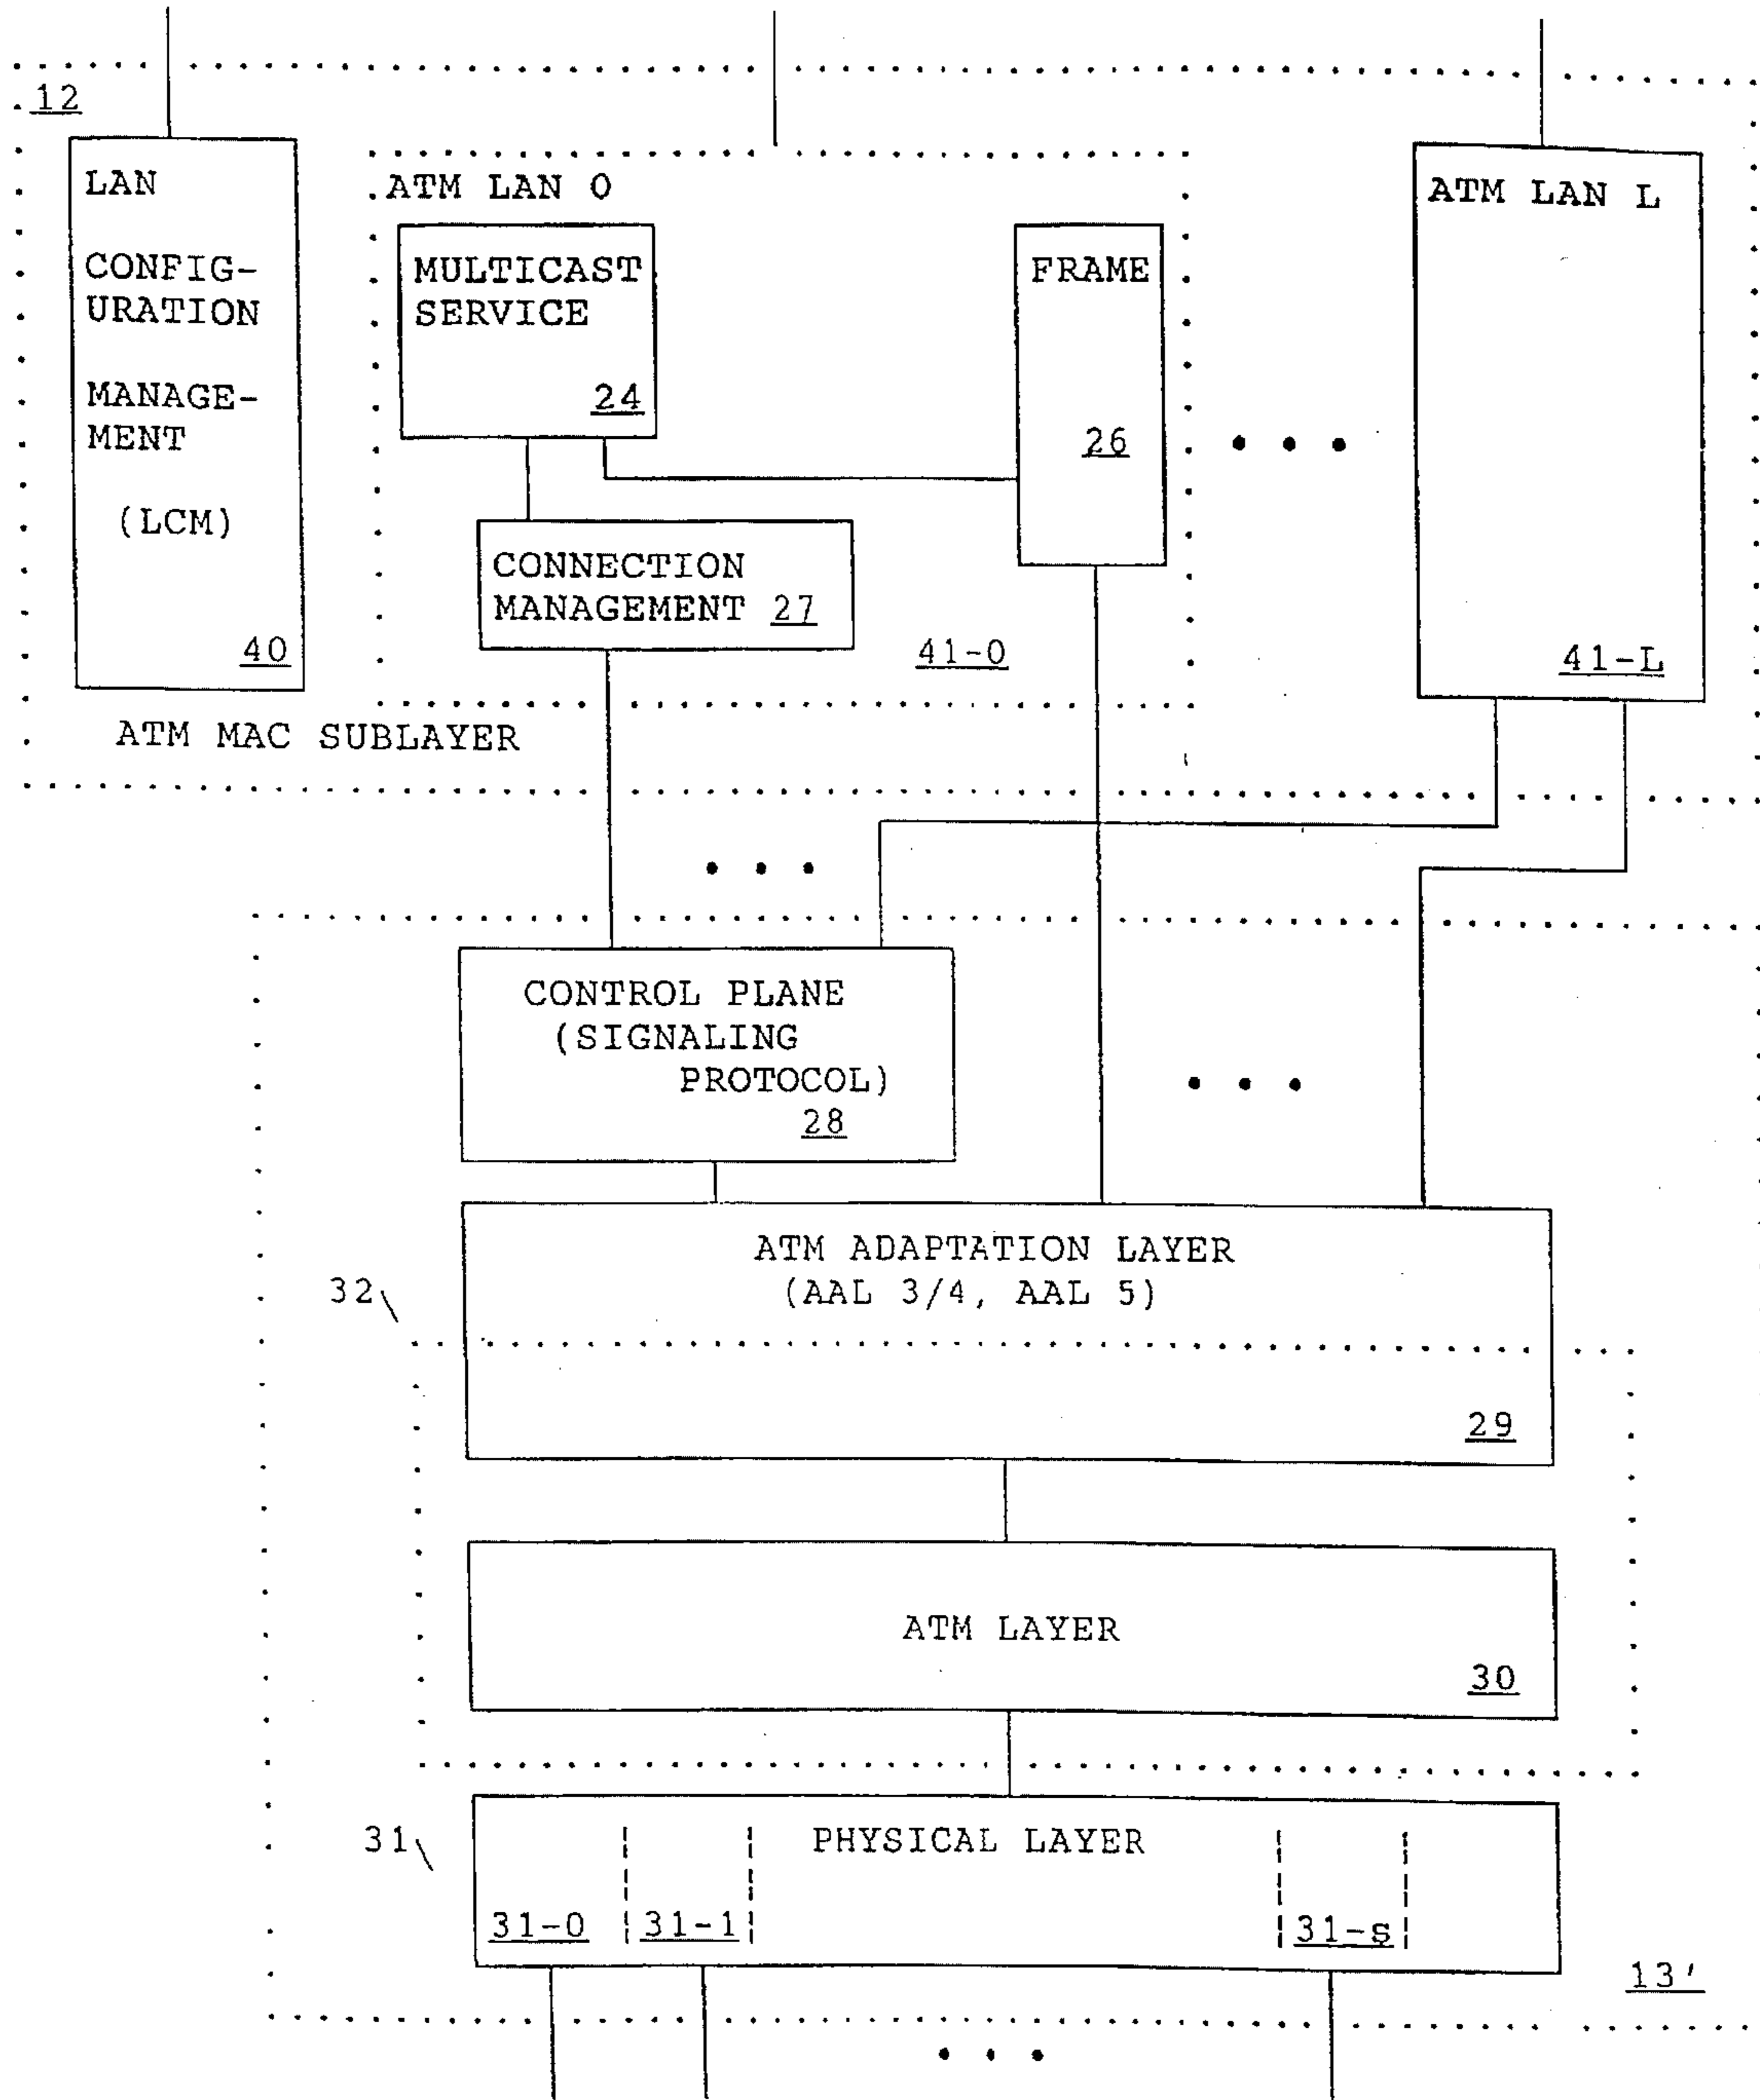 12
LAN
CONFIG-
URATION
MANAGE-
MENT
(LCM)
40
ATM LAN 0
MULTICAST
SERVICE
24
FRAME
26
CONNECTION
MANAGEMENT 27
41-0
ATM LAN L
41-L
ATM MAC SUBLAYER
CONTROL PLANE
(SIGNALING
PROTOCOL)
28
ATM ADAPTATION LAYER
(AAL 3/4, AAL 5)
32
29
ATM LAYER
30
31
PHYSICAL LAYER
31-0
31-1
31-s
13'